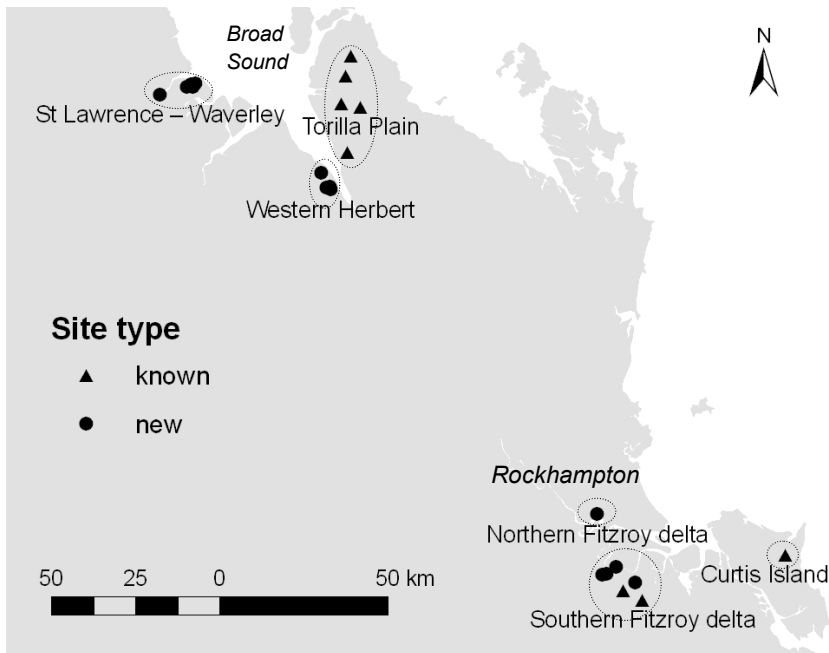 Broad
Sound
N
St Lawrence – Waverley
Torilla Plain
Western Herbert
Site type
known
new
Rockhampton
Northern Fitzroy delta
50 25 0 50 km
Curtis Island
Southern Fitzroy delta